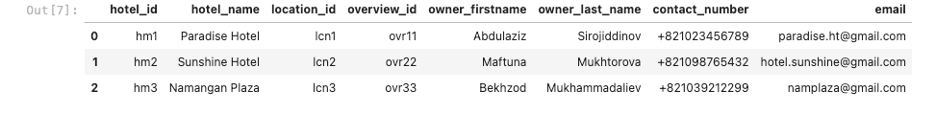 Out[7]: hotel_id hotel_name location_id overview_id owner_firstname owner_last_name contact_number email
0 hm1 Paradise Hotel lcn1 ovr11 Abdulaziz Sirojiddinov +821023456789 paradise.ht@gmail.com
1 hm2 Sunshine Hotel lcn2 ovr22 Maftuna Mukhtorova +821098765432 hotel.sunshine@gmail.com
2 hm3 Namangan Plaza lcn3 ovr33 Bekhzod Mukhammadaliev +821039212299 namplaza@gmail.com